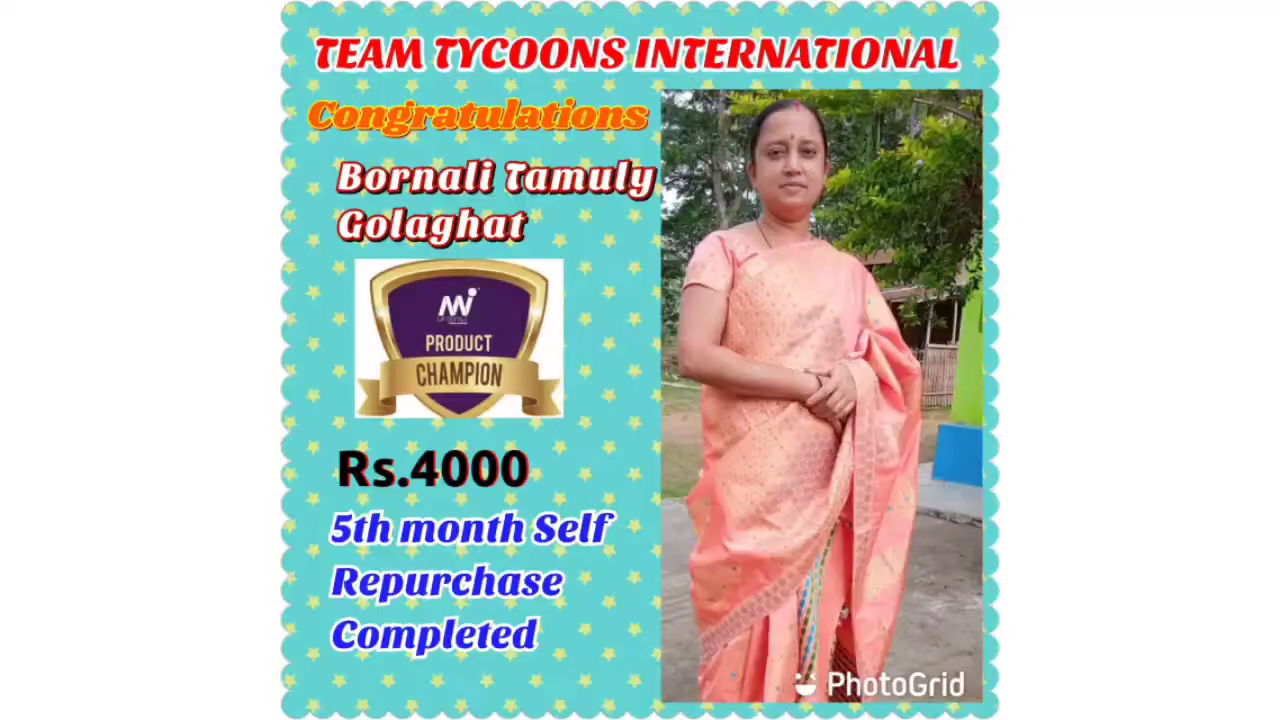 TEAM TYCOONS INTERNATIONAL
Congratulations
Bornali Tamuly
Golaghat
PRODUCT
CHAMPION
Rs.4000
5th month Self
Repurchase
Completed
PhotoGrid